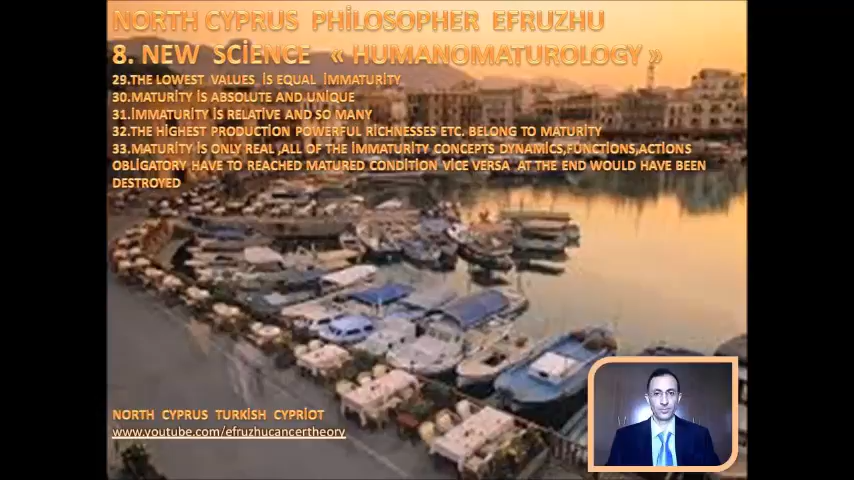 NORTH CYPRUS PHİLOSOPHER EFRUZHU
8. NEW SCİENCE « HUMANOMATUROLOGY »
29.THE LOWEST VALUES İS EQUAL İMMATURİTY
30.MATURİTY İS ABSOLUTE AND UNİQUE
31.İMMATURİTY İS RELATİVE AND SO MANY
32.THE HİGHEST PRODUCTİON POWERFUL RİCHNESSES ETC. BELONG TO MATURİTY
33.MATURİTY İS ONLY REAL ,ALL OF THE İMMATURİTY CONCEPTS DYNAMİCS,FUNCTİONS,ACTİONS
OBLİGATORY HAVE TO REACHED MATURED CONDİTİON VİCE VERSA AT THE END WOULD HAVE BEEN
DESTROYED
NORTH CYPRUS TURKİSH CYPRİOT
www.youtube.com/efruzhucancertheory